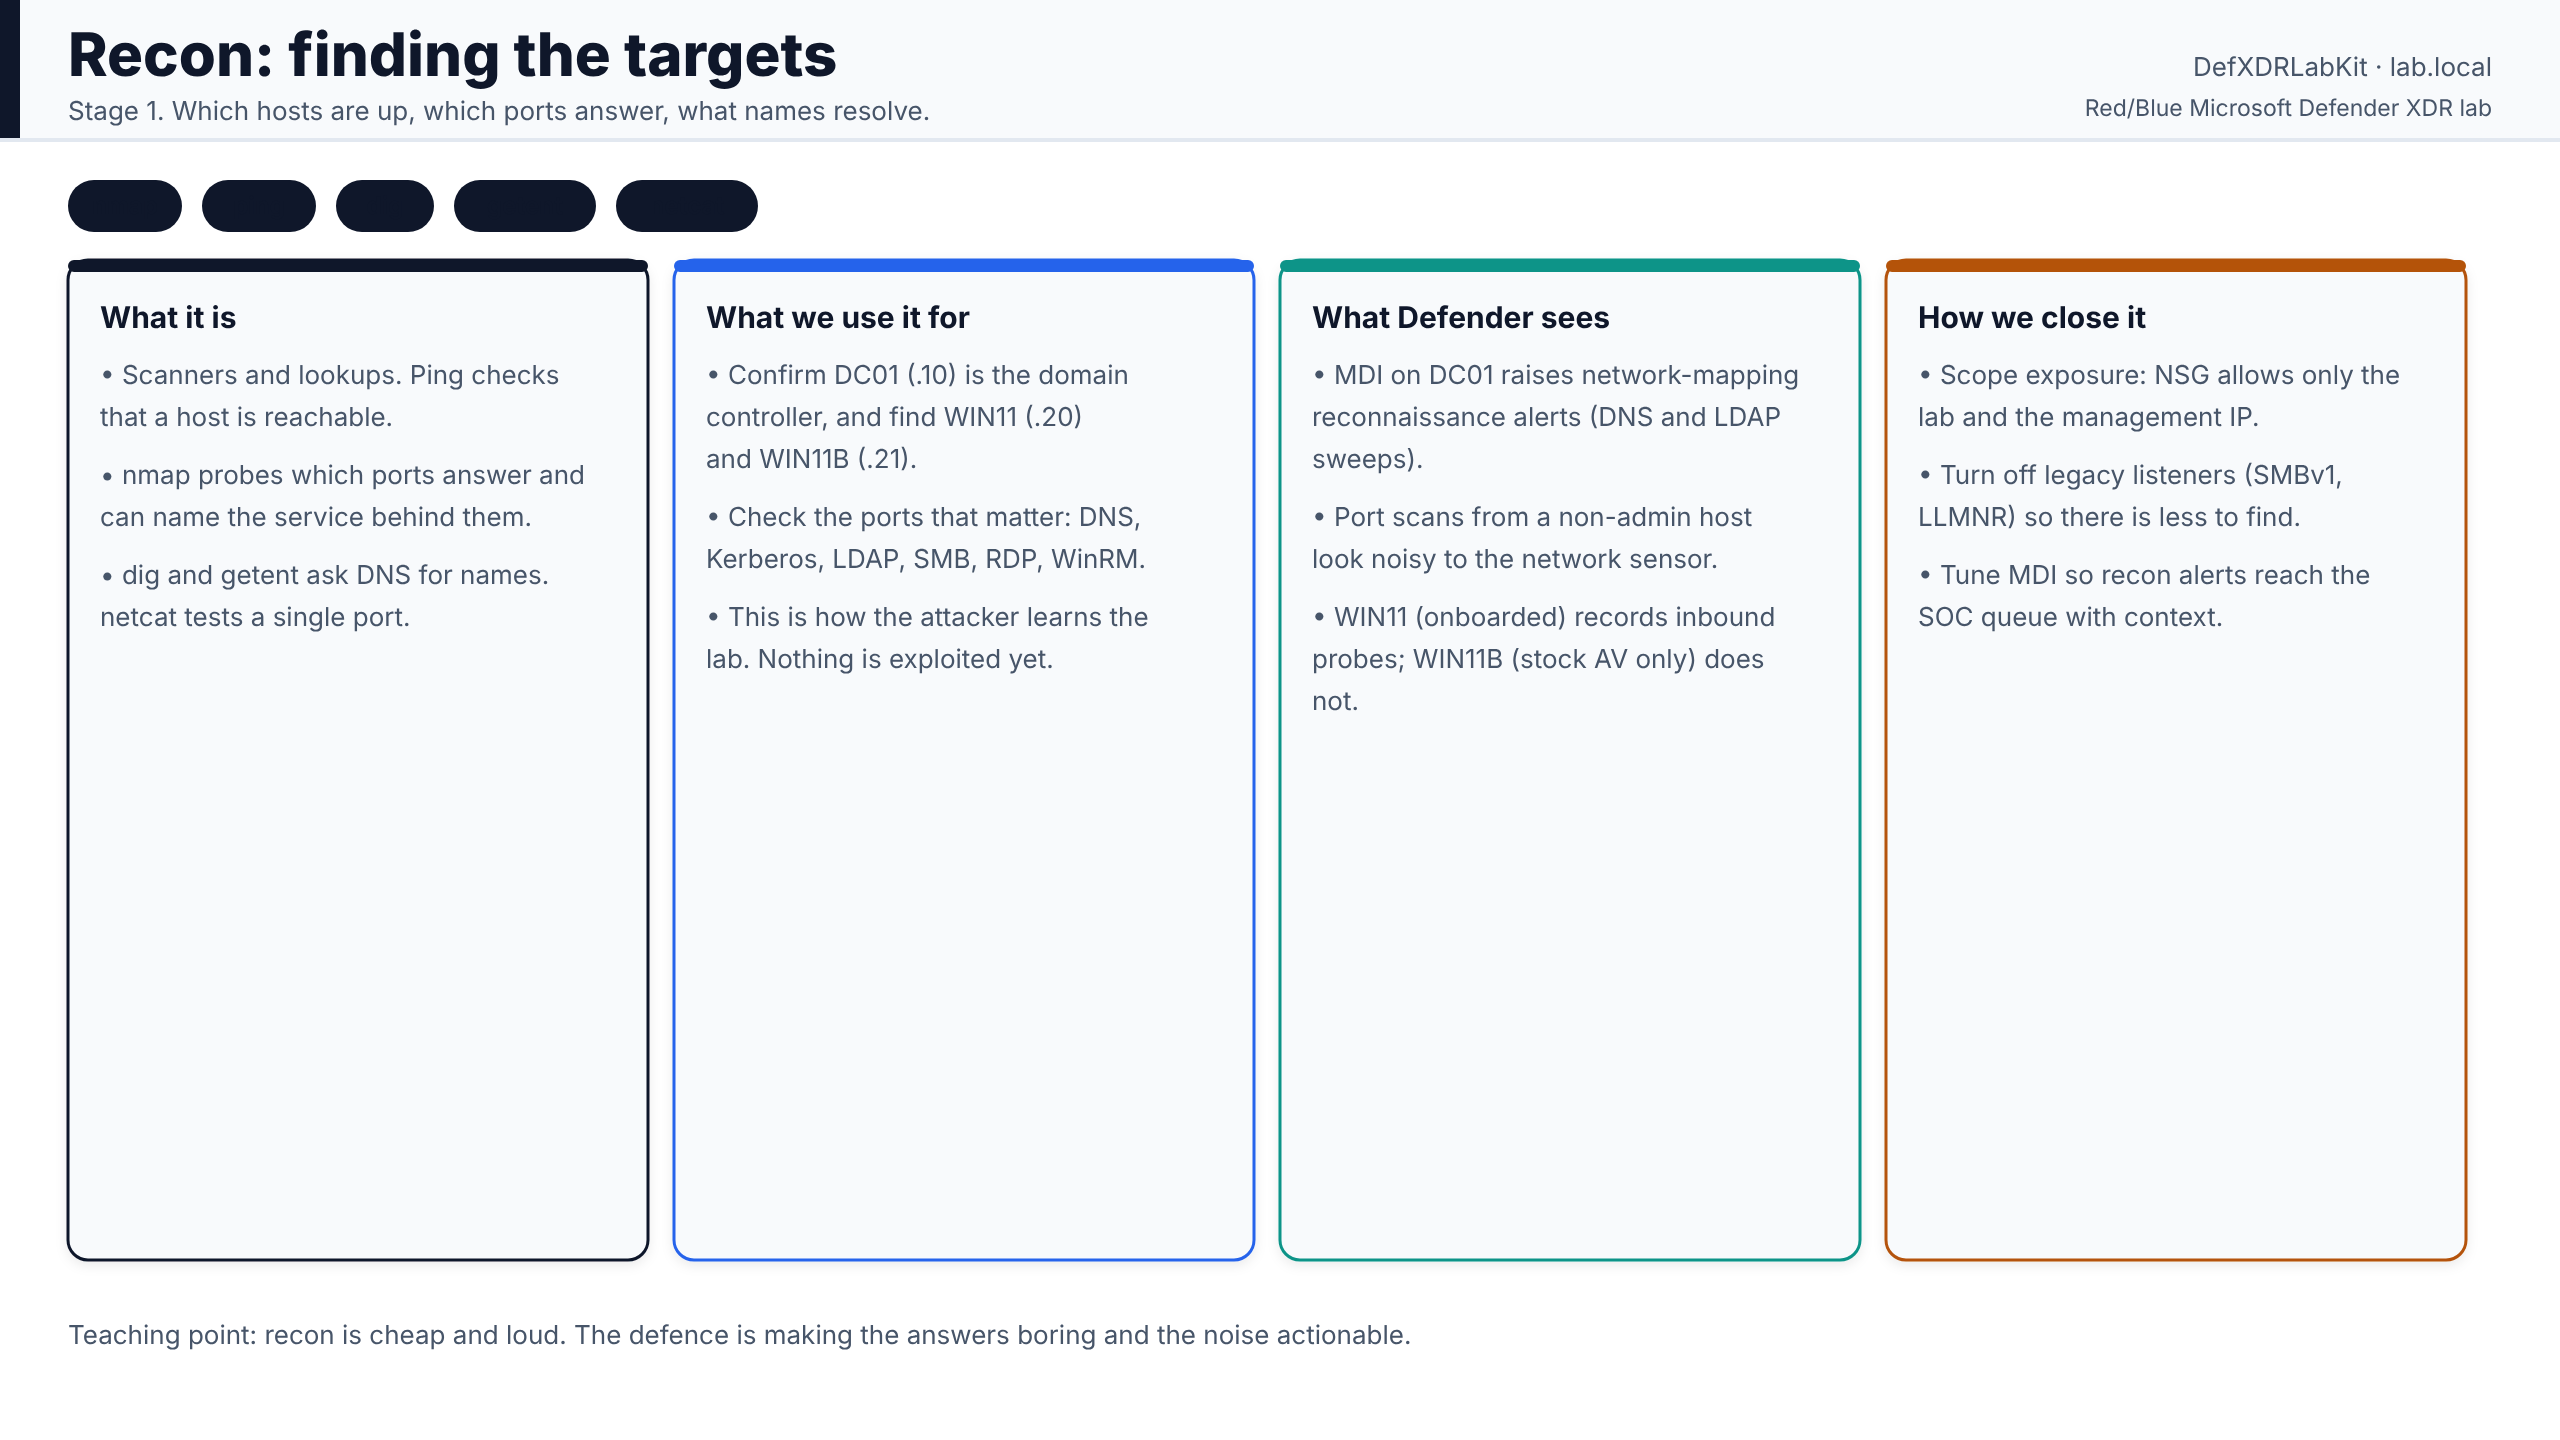 Recon: finding the targets
Stage 1. Which hosts are up, which ports answer, what names resolve.
DefXDRLabKit · lab.local
Red/Blue Microsoft Defender XDR lab
What it is
• Scanners and lookups. Ping checks
that a host is reachable.
• nmap probes which ports answer and
can name the service behind them.
• dig and getent ask DNS for names.
netcat tests a single port.
What we use it for
• Confirm DC01 (.10) is the domain
controller, and find WIN11 (.20)
and WIN11B (.21).
• Check the ports that matter: DNS,
Kerberos, LDAP, SMB, RDP, WinRM.
• This is how the attacker learns the
lab. Nothing is exploited yet.
What Defender sees
• MDI on DC01 raises network-mapping
reconnaissance alerts (DNS and LDAP
sweeps).
• Port scans from a non-admin host
look noisy to the network sensor.
• WIN11 (onboarded) records inbound
probes; WIN11B (stock AV only) does
not.
How we close it
• Scope exposure: NSG allows only the
lab and the management IP.
• Turn off legacy listeners (SMBv1,
LLMNR) so there is less to find.
• Tune MDI so recon alerts reach the
SOC queue with context.
Teaching point: recon is cheap and loud. The defence is making the answers boring and the noise actionable.